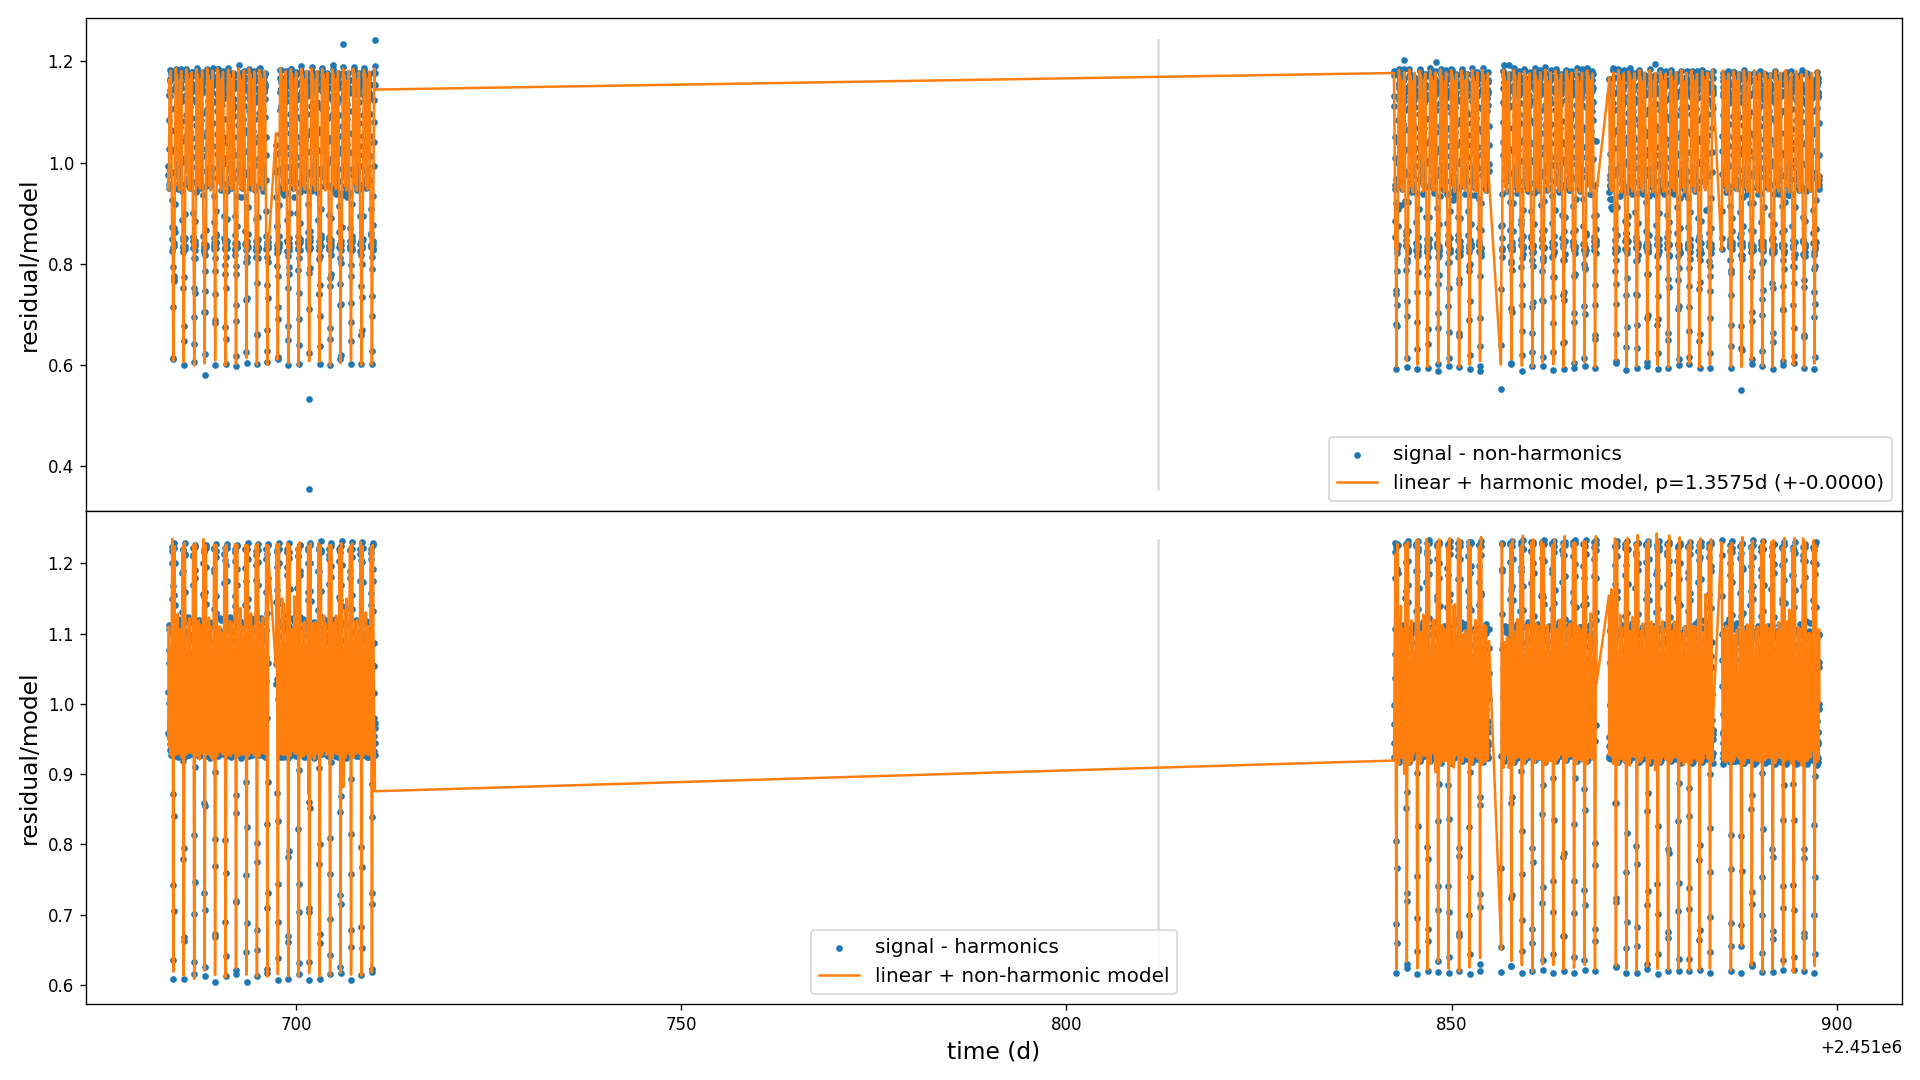 1.2
1.0
0.8
0.6
0.4
residual/model
signal - non-harmonics
linear + harmonic model, p=1.3575d (+-0.0000)
1.2
1.1
1.0
0.9
0.8
0.7
0.6
residual/model
signal - harmonics
linear + non-harmonic model
700 750 800 850 900
+2.451e6
time (d)